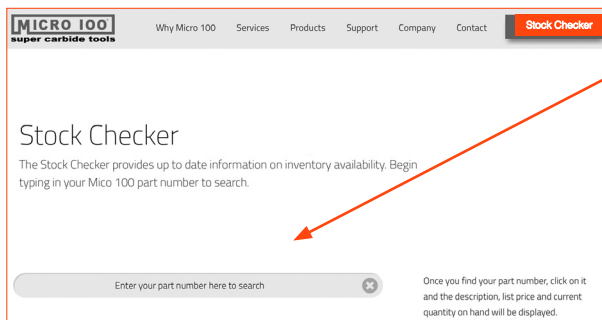 MICRO 100
super carbide tools
Why Micro 100 Services Products Support Company Contact Stock Checker
Stock Checker
The Stock Checker provides up to date information on inventory availability. Begin
typing in your Mico 100 part number to search.
Enter your part number here to search
Once you find your part number, click on it
and the description, list price and current
quantity on hand will be displayed.